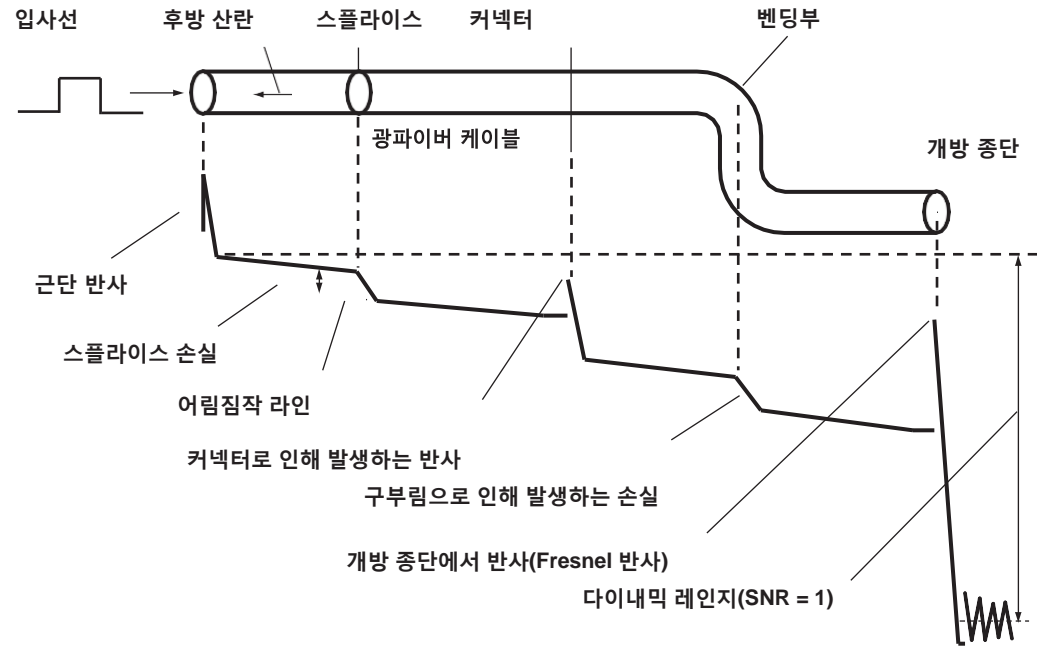 입사선
후방 산란
스플라이스
커넥터
벤딩부
광파이버 케이블
개방 종단
근단 반사
스플라이스 손실
어림짐작 라인
커넥터로 인해 발생하는 반사
구부림으로 인해 발생하는 손실
개방 종단에서 반사(Fresnel 반사)
다이내믹 레인지(SNR = 1)